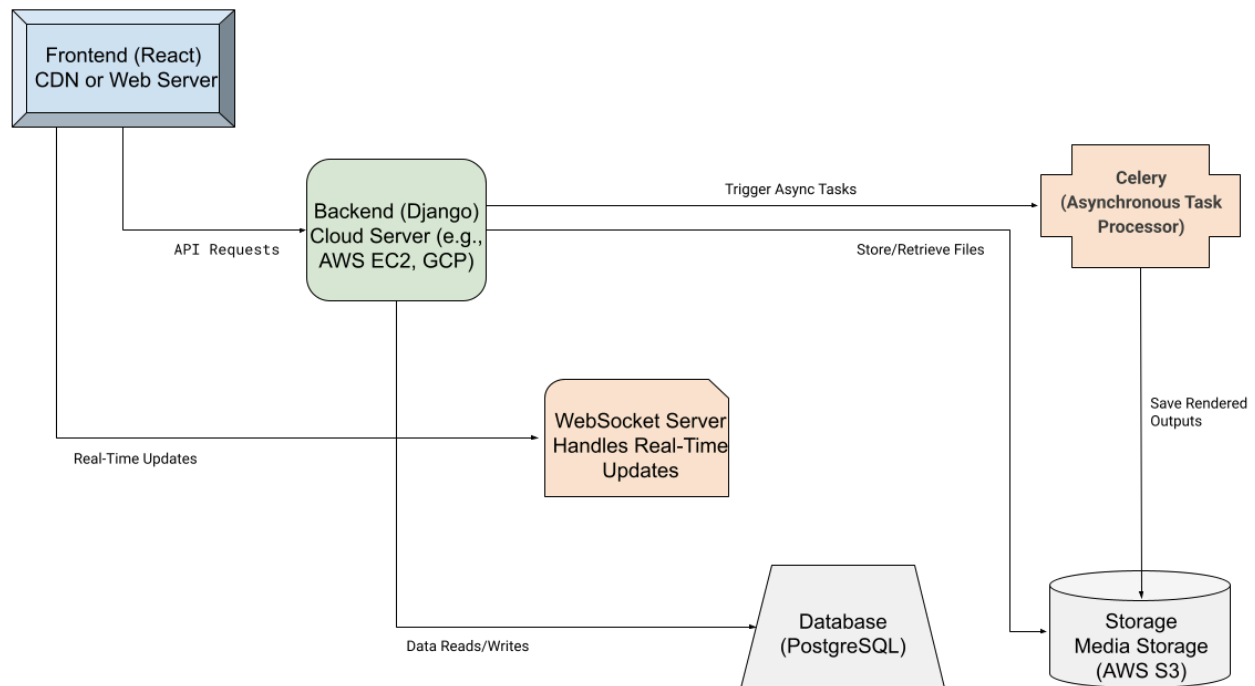 Frontend (React)
CDN or Web Server
Backend (Django)
Cloud Server (e.g.,
AWS EC2, GCP)
API Requests
Trigger Async Tasks
Store/Retrieve Files
Celery
(Asynchronous Task
Processor)
WebSocket Server
Handles Real-Time
Updates
Real-Time Updates
Save Rendered
Outputs
Data Reads/Writes
Database
(PostgreSQL)
Storage
Media Storage
(AWS S3)